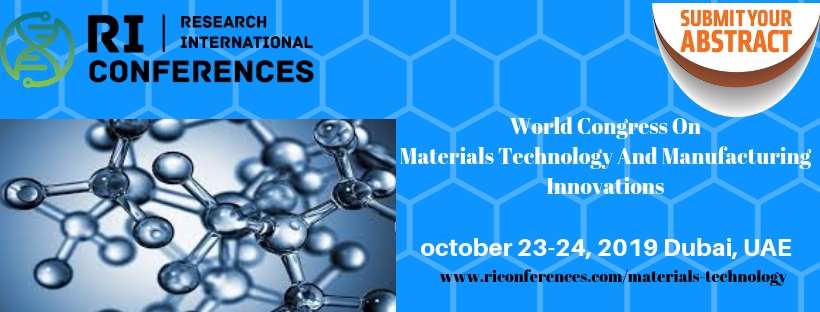 RI
RESEARCH
INTERNATIONAL
CONFERENCES
SUBMIT YOUR
ABSTRACT
World Congress On
Materials Technology And Manufacturing
Innovations
october 23-24, 2019 Dubai, UAE
www.riconferences.com/materials-technology